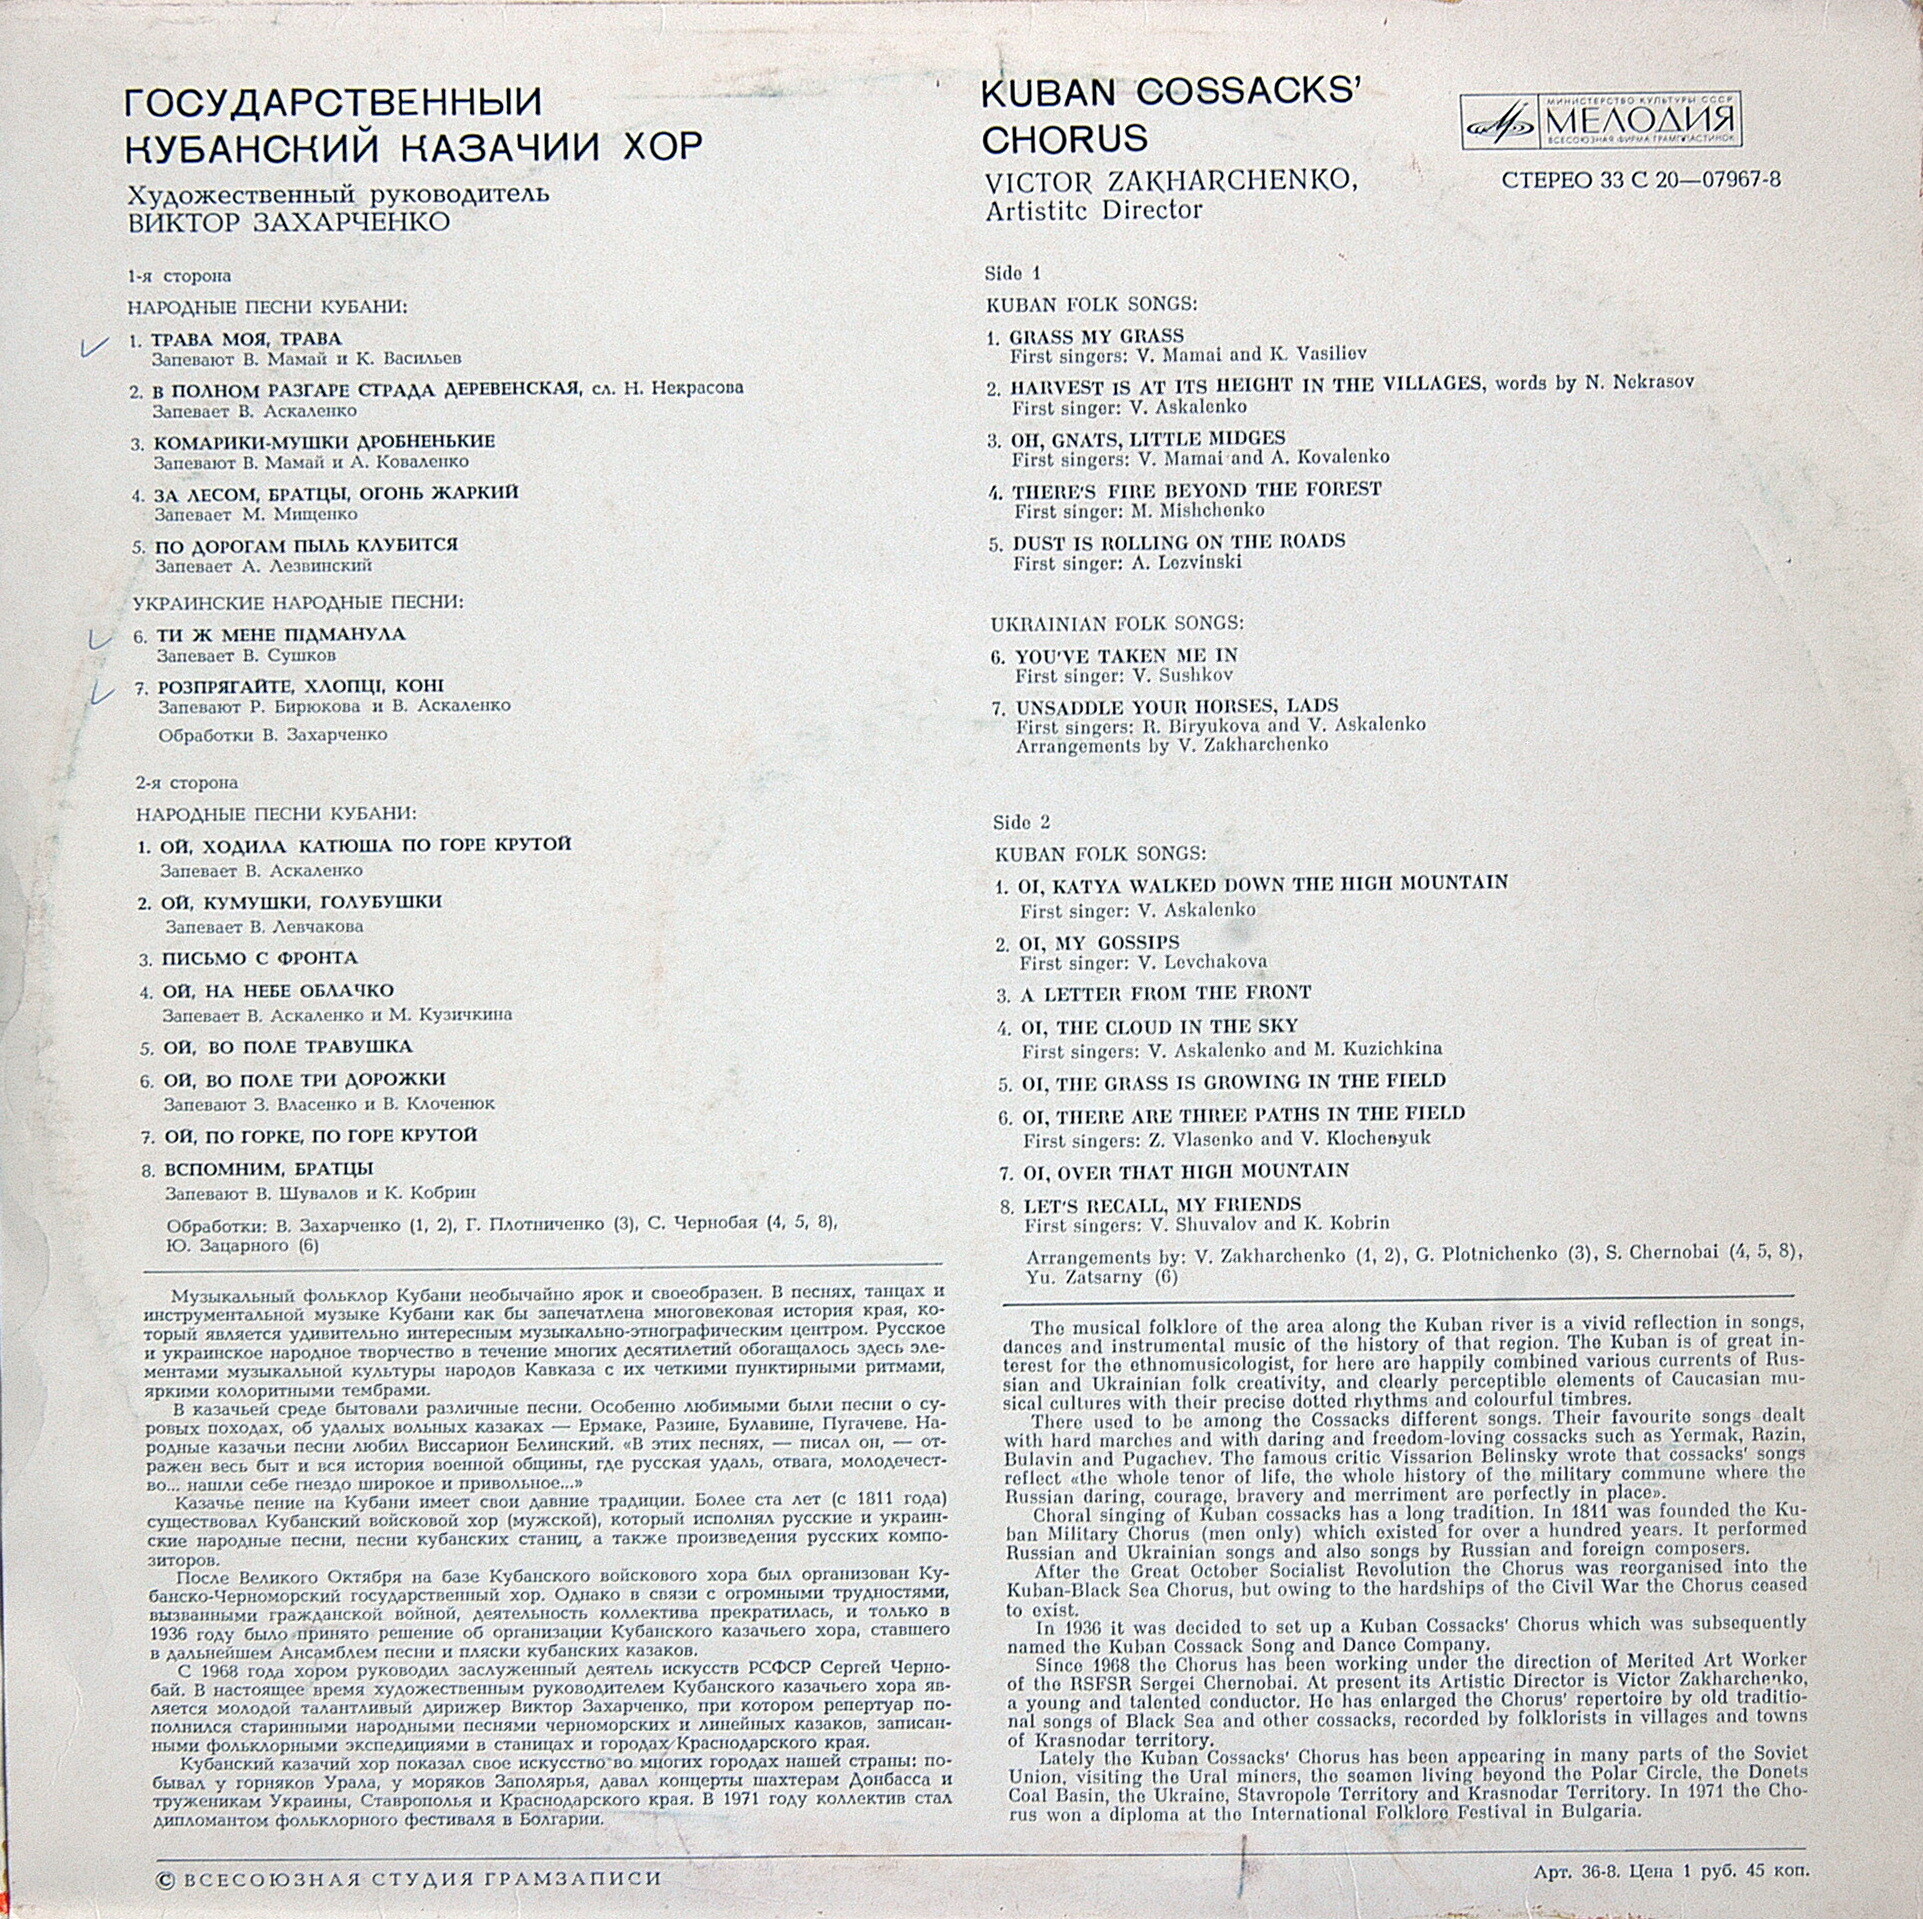 ГОСУДАРСТВЕННЫЙ
КУБАНСКИЙ КАЗАЧИЙ ХОР
Художественный руководитель
ВИКТОР ЗАХАРЧЕНКО
1-я сторона
НАРОДНЫЕ ПЕСНИ КУБАНИ:
1. ТРАВА МОЯ, ТРАВА
Запевают В. Мамай и К. Васильев
2. В ПОЛНОМ РАЗГАРЕ СТРАДА ДЕРЕВЕНСКАЯ, сл. Н. Некрасова
Запевает В. Аскаленко
3. КОМАРИКИ-МУШКИ ДРОБНЕНЬКИЕ
Запевают В. Мамай и А. Коваленко
4. ЗА ЛЕСОМ, БРАТЦЫ, ОГОНЬ ЖАРКИЙ
Запевает М. Мищенко
5. ПО ДОРОГАМ ПЫЛЬ КЛУБИТСЯ
Запевает А. Лезвинский
УКРАИНСКИЕ НАРОДНЫЕ ПЕСНИ:
6. ТИ Ж МЕНЕ ПІДМАНУЛА
Запевает В. Сушков
7. РОЗПРЯГАЙТЕ, ХЛОПЦІ, КОНІ
Запевают Р. Бирюкова и В. Аскаленко
Обработки В. Захарченко
2-я сторона
НАРОДНЫЕ ПЕСНИ КУБАНИ:
1. ОЙ, ХОДИЛА КАТЮША ПО ГОРЕ КРУТОЙ
Запевает В. Аскаленко
2. ОЙ, КУМУШКИ, ГОЛУБУШКИ
Запевает В. Левчакова
3. ПИСЬМО С ФРОНТА
4. ОЙ, НА НЕБЕ ОБЛАЧКО
Запевает В. Аскаленко и М. Кузичкина
5. ОЙ, ВО ПОЛЕ ТРАВУШКА
6. ОЙ, ВО ПОЛЕ ТРИ ДОРОЖКИ
Запевают З. Власенко и В. Клоченюк
7. ОЙ, ПО ГОРКЕ, ПО ГОРЕ КРУТОЙ
8. ВСПОМНИМ, БРАТЦЫ
Запевают В. Шувалов и К. Кобрин
Обработки: В. Захарченко (1, 2), Г. Плотниченко (3), С. Чернобая (4, 5, 8),
Ю. Зацарного (6)
Музыкальный фольклор Кубани необычайно ярок и своеобразен. В песнях, танцах и
инструментальной музыке Кубани как бы запечатлена многовековая история края, ко-
торый является удивительно интересным музыкально-этнографическим центром. Русское
и украинское народное творчество в течение многих десятилетий обогащалось здесь эле-
ментами музыкальной культуры народов Кавказа с их четкими пунктирными ритмами,
яркими колоритными тембрами.
В казачьей среде бытовали различные песни. Особенно любимыми были песни о су-
ровых походах, об удалых вольных казаках — Ермаке, Разине, Булавине, Пугачеве. На-
родные казачьи песни любил Виссарион Белинский. «В этих песнях, — писал он, — от-
ражен весь быт и вся история военной общины, где русская удаль, отвага, молодечест-
во... нашли себе гнездо широкое и привольное...»
Казачье пение на Кубани имеет свои давние традиции. Более ста лет (с 1811 года)
существовал Кубанский войсковой хор (мужской), который исполнял русские и украин-
ские народные песни, песни кубанских станиц, а также произведения русских компо-
зиторов.
После Великого Октября на базе Кубанского войскового хора был организован Ку-
банско-Черноморский государственный хор. Однако в связи с огромными трудностями,
вызванными гражданской войной, деятельность коллектива прекратилась, и только в
1936 году было принято решение об организации Кубанского казачьего хора, ставшего
в дальнейшем Ансамблем песни и пляски кубанских казаков.
С 1968 года хором руководил заслуженный деятель искусств РСФСР Сергей Черно-
бай. В настоящее время художественным руководителем Кубанского казачьего хора яв-
ляется молодой талантливый дирижер Виктор Захарченко, при котором репертуар по-
полнился старинными народными песнями черноморских и линейных казаков, записан-
ными фольклорными экспедициями в станицах и городах Краснодарского края.
Кубанский казачий хор показал свое искусство во многих городах нашей страны: по-
бывал у горняков Урала, у моряков Заполярья, давал концерты шахтерам Донбасса и
труженикам Украины, Ставрополья и Краснодарского края. В 1971 году коллектив стал
дипломантом фольклорного фестиваля в Болгарии.
© ВСЕСОЮЗНАЯ СТУДИЯ ГРАМЗАПИСИ
KUBAN COSSACKS'
CHORUS
VICTOR ZAKHARCHENKO,
Artistitc Director
МИНИСТЕРСТВО КУЛЬТУРЫ СССР
МЕЛОДИЯ
ВСЕСОЮЗНАЯ ФИРМА ГРАМПЛАСТИНОК
СТЕРЕО 33 С 20—07967-8
Side 1
KUBAN FOLK SONGS:
1. GRASS MY GRASS
First singers: V. Mamai and K. Vasiliev
2. HARVEST IS AT ITS HEIGHT IN THE VILLAGES, words by N. Nekrasov
First singer: V. Askalenko
3. OH, GNATS, LITTLE MIDGES
First singers: V. Mamai and A. Kovalenko
4. THERE'S FIRE BEYOND THE FOREST
First singer: M. Mishchenko
5. DUST IS ROLLING ON THE ROADS
First singer: A. Lezvinski
UKRAINIAN FOLK SONGS:
6. YOU'VE TAKEN ME IN
First singer: V. Sushkov
7. UNSADDLE YOUR HORSES, LADS
First singers: R. Biryukova and V. Askalenko
Arrangements by V. Zakharchenko
Side 2
KUBAN FOLK SONGS:
1. OI, KATYA WALKED DOWN THE HIGH MOUNTAIN
First singer: V. Askalenko
2. OI, MY GOSSIPS
First singer: V. Levchakova
3. A LETTER FROM THE FRONT
4. OI, THE CLOUD IN THE SKY
First singers: V. Askalenko and M. Kuzichkina
5. OI, THE GRASS IS GROWING IN THE FIELD
6. OI, THERE ARE THREE PATHS IN THE FIELD
First singers: Z. Vlasenko and V. Klochenyuk
7. OI, OVER THAT HIGH MOUNTAIN
8. LET'S RECALL, MY FRIENDS
First singers: V. Shuvalov and K. Kobrin
Arrangements by: V. Zakharchenko (1, 2), G. Plotnichenko (3), S. Chernobai (4, 5, 8),
Yu. Zatsarny (6)
The musical folklore of the area along the Kuban river is a vivid reflection in songs,
dances and instrumental music of the history of that region. The Kuban is of great in-
terest for the ethnomusicologist, for here are happily combined various currents of Rus-
sian and Ukrainian folk creativity, and clearly perceptible elements of Caucasian mu-
sical cultures with their precise dotted rhythms and colourful timbres.
There used to be among the Cossacks different songs. Their favourite songs dealt
with hard marches and with daring and freedom-loving cossacks such as Yermak, Razin,
Bulavin and Pugachev. The famous critic Vissarion Belinsky wrote that cossacks' songs
reflect «the whole tenor of life, the whole history of the military commune where the
Russian daring, courage, bravery and merriment are perfectly in place».
Choral singing of Kuban cossacks has a long tradition. In 1811 was founded the Ku-
ban Military Chorus (men only) which existed for over a hundred years. It performed
Russian and Ukrainian songs and also songs by Russian and foreign composers.
After the Great October Socialist Revolution the Chorus was reorganised into the
Kuban-Black Sea Chorus, but owing to the hardships of the Civil War the Chorus ceased
to exist.
In 1936 it was decided to set up a Kuban Cossacks' Chorus which was subsequently
named the Kuban Cossack Song and Dance Company.
Since 1968 the Chorus has been working under the direction of Merited Art Worker
of the RSFSR Sergei Chernobai. At present its Artistic Director is Victor Zakharchenko,
a young and talented conductor. He has enlarged the Chorus' repertoire by old traditio-
nal songs of Black Sea and other cossacks, recorded by folklorists in villages and towns
of Krasnodar territory.
Lately the Kuban Cossacks' Chorus has been appearing in many parts of the Soviet
Union, visiting the Ural miners, the seamen living beyond the Polar Circle, the Donets
Coal Basin, the Ukraine, Stavropole Territory and Krasnodar Territory. In 1971 the Cho-
rus won a diploma at the International Folklore Festival in Bulgaria.
Арт. 36-8. Цена 1 руб. 45 коп.